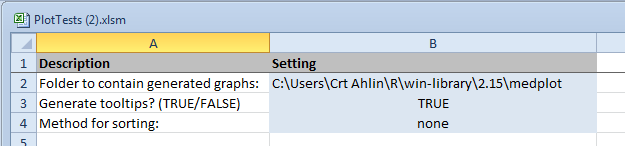 PlotTests (2).xlsm
A B
1 Description Setting
2 Folder to contain generated graphs: C:\Users\Crt Ahlin\R\win-library\2.15\medplot
3 Generate tooltips? (TRUE/FALSE) TRUE
4 Method for sorting: none
5